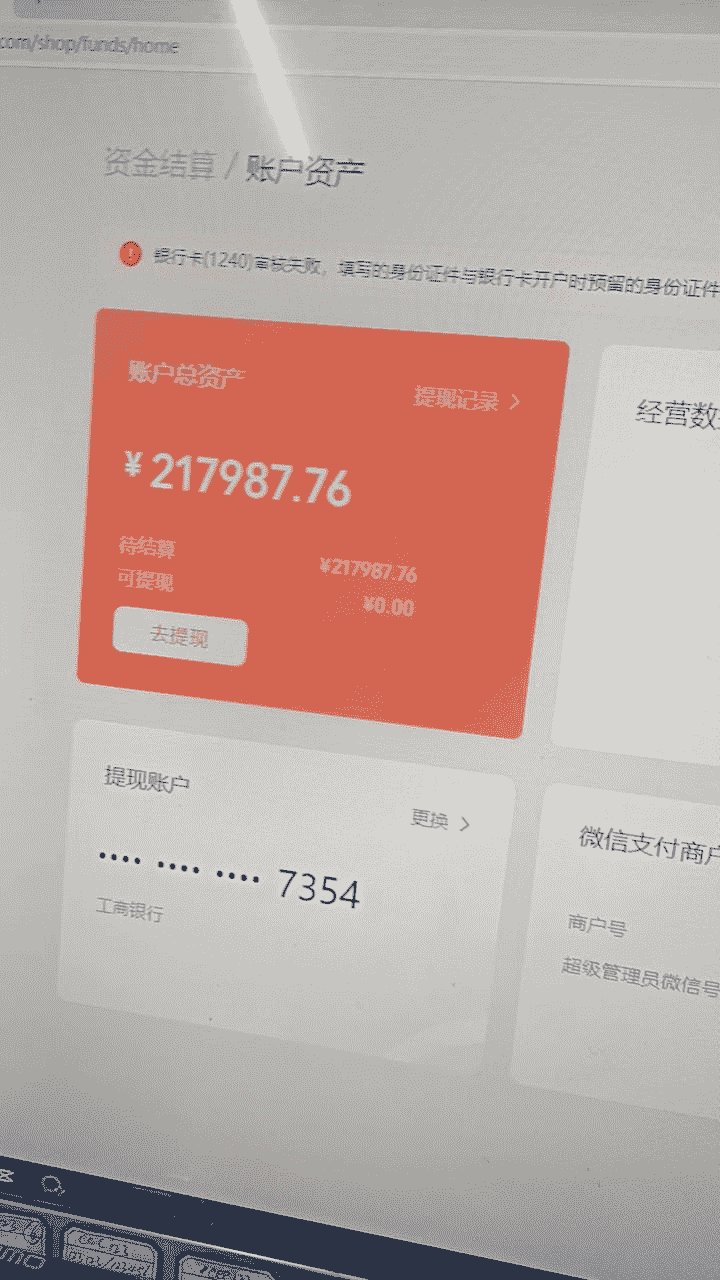 com/shop/funds/home
资金结算 / 账户资产
银行卡(1240)审核失败，填写的身份证件与银行卡开户时预留的身份证件
账户总资产
提现记录 >
¥217987.76
待结算 ¥217987.76
可提现 ¥0.00
去提现
经营数
提现账户
更换 >
•••• •••• •••• 7354
工商银行
微信支付商户
商户号
超级管理员微信号